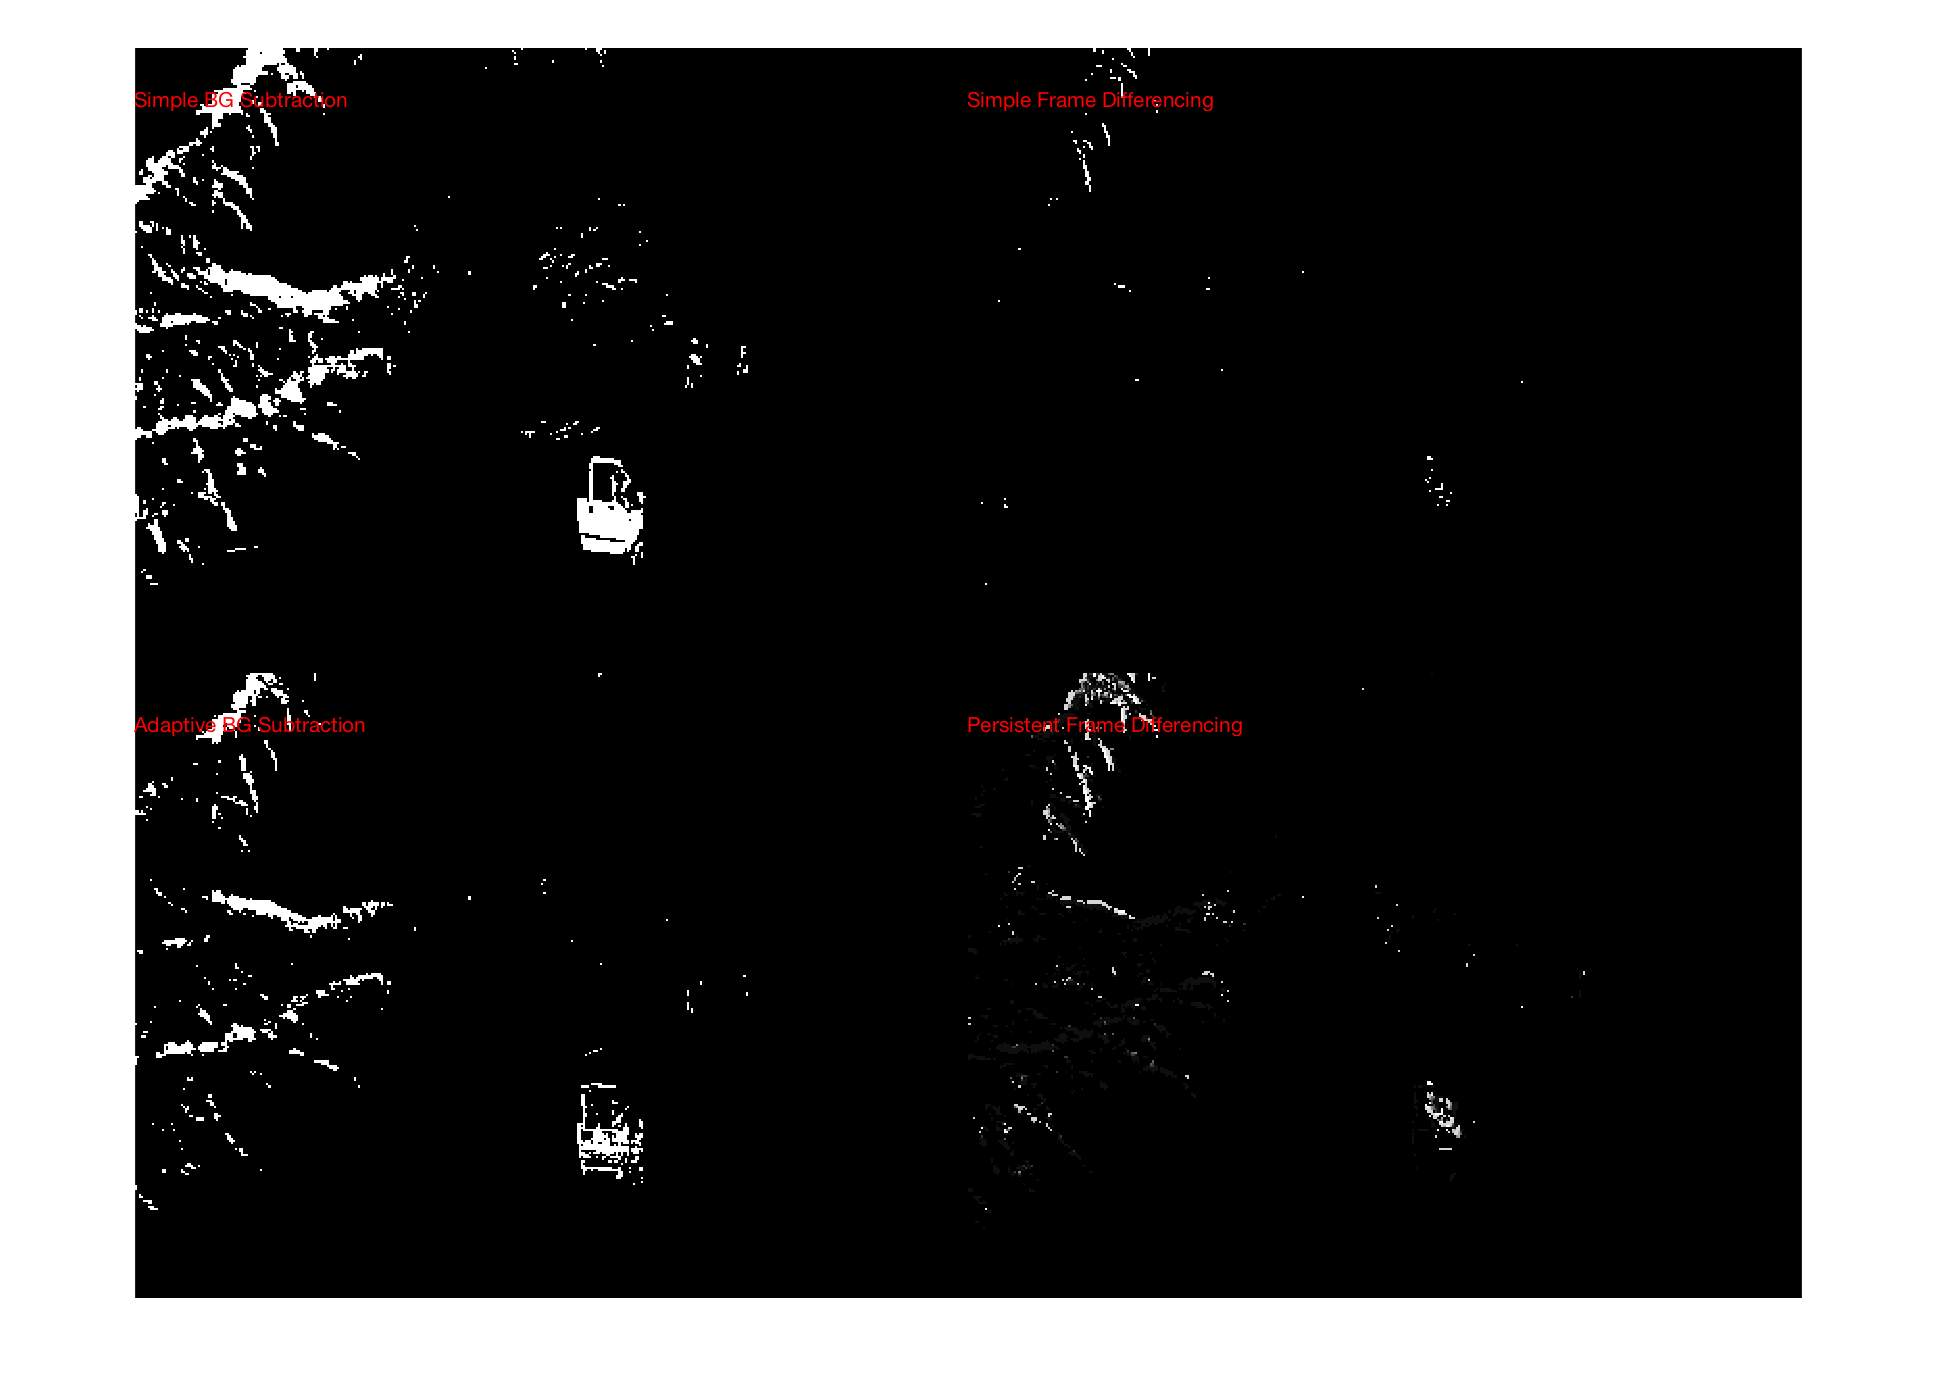 Simple BG Subtraction
Simple Frame Differencing
Adaptive BG Subtraction
Persistent Frame Differencing